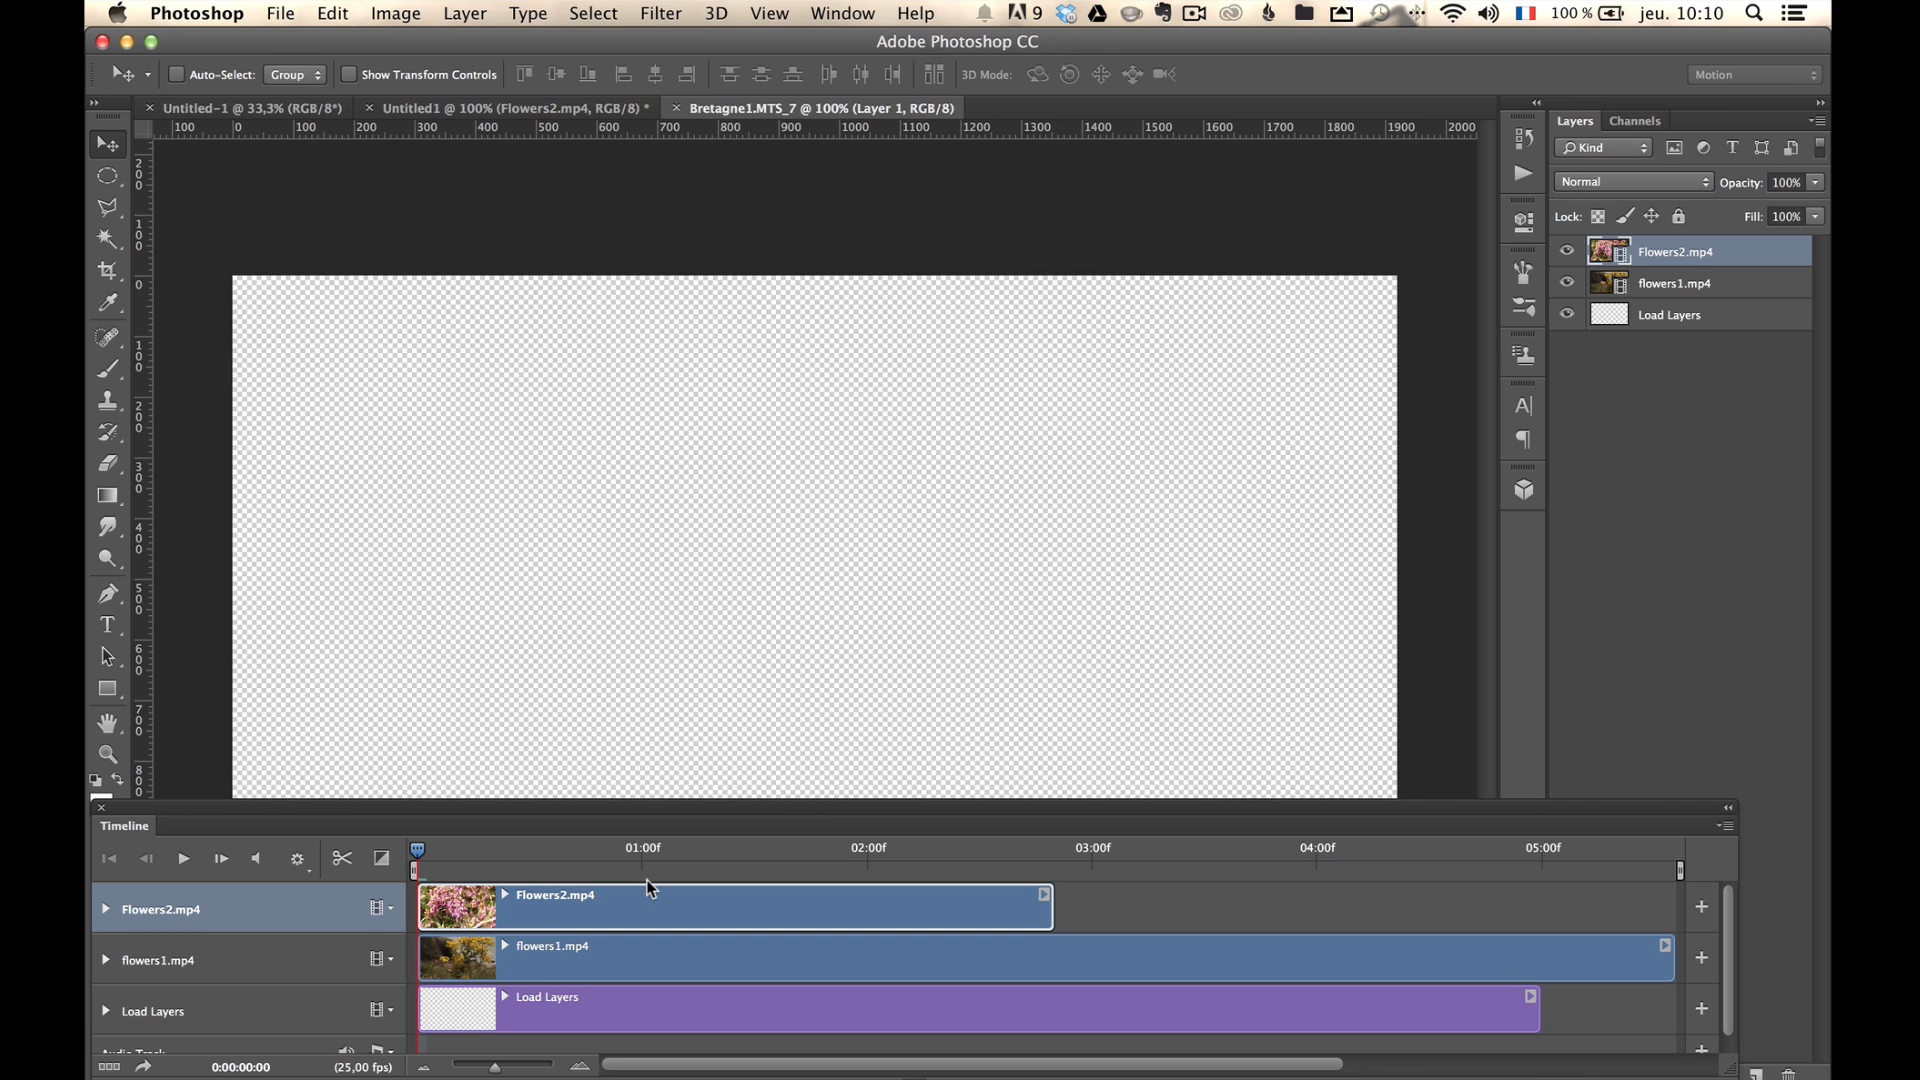 Photoshop File Edit Image Layer Type Select Filter 3D View Window Help 9 100 % jeu. 10:10
Adobe Photoshop CC
Auto-Select: Group Show Transform Controls 3D Mode: Motion
Untitled-1 @ 33,3% (RGB/8*) Untitled1 @ 100% (Flowers2.mp4, RGB/8) * Bretagne1.MTS_7 @ 100% (Layer 1, RGB/8)
100 0 100 200 300 400 500 600 700 800 900 1000 1100 1200 1300 1400 1500 1600 1700 1800 1900 2000
200
100
0
100
200
300
400
500
600
700
800
Layers Channels
Kind
Normal Opacity: 100%
Lock: Fill: 100%
Flowers2.mp4
flowers1.mp4
Load Layers
Timeline
01:00f 02:00f 03:00f 04:00f 05:00f
Flowers2.mp4 Flowers2.mp4
flowers1.mp4 flowers1.mp4
Load Layers Load Layers
Audio Track
0:00:00:00 (25,00 fps)